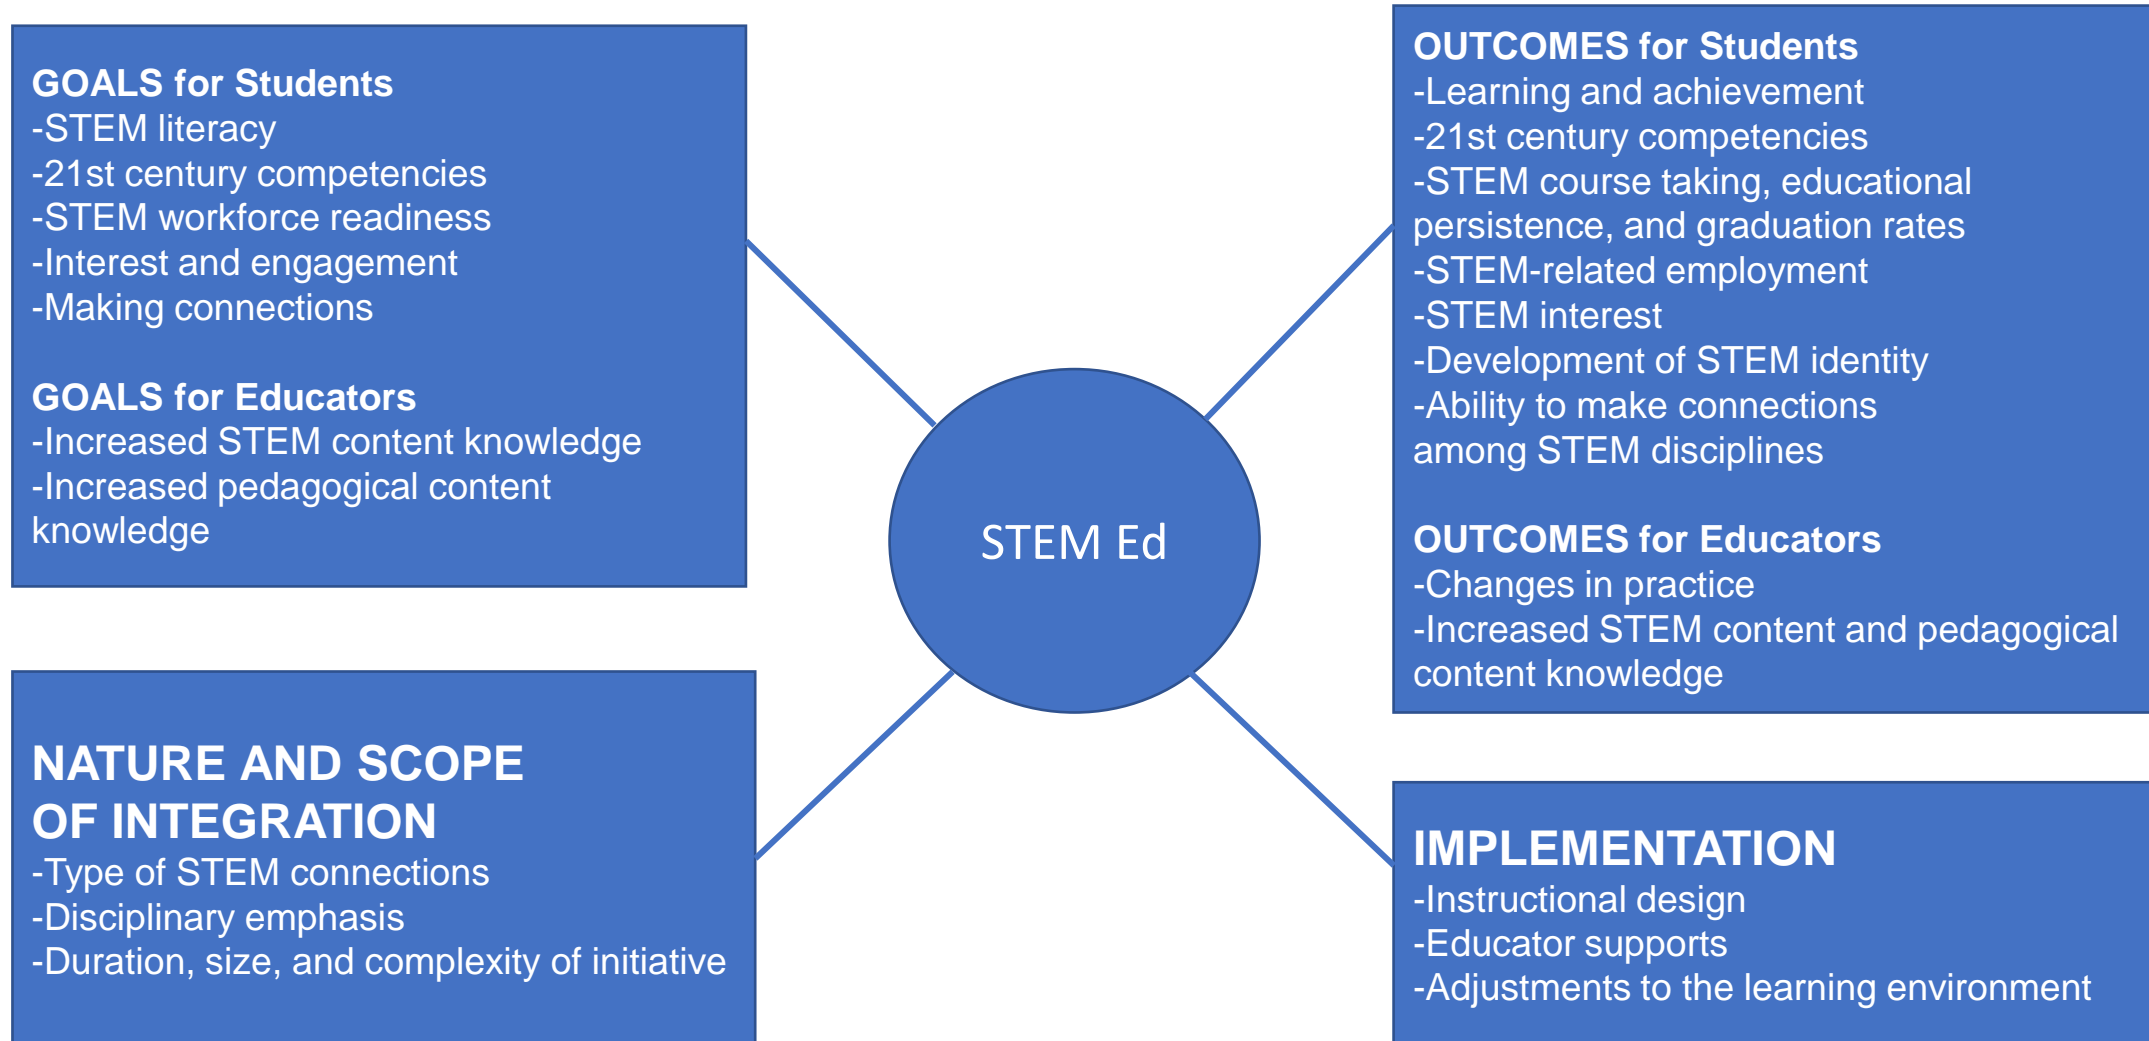 GOALS for Students
-STEM literacy
-21st century competencies
-STEM workforce readiness
-Interest and engagement
-Making connections
GOALS for Educators
-Increased STEM content knowledge
-Increased pedagogical content
knowledge
OUTCOMES for Students
-Learning and achievement
-21st century competencies
-STEM course taking, educational
persistence, and graduation rates
-STEM-related employment
-STEM interest
-Development of STEM identity
-Ability to make connections
among STEM disciplines
OUTCOMES for Educators
-Changes in practice
-Increased STEM content and pedagogical
content knowledge
STEM Ed
NATURE AND SCOPE
OF INTEGRATION
-Type of STEM connections
-Disciplinary emphasis
-Duration, size, and complexity of initiative
IMPLEMENTATION
-Instructional design
-Educator supports
-Adjustments to the learning environment